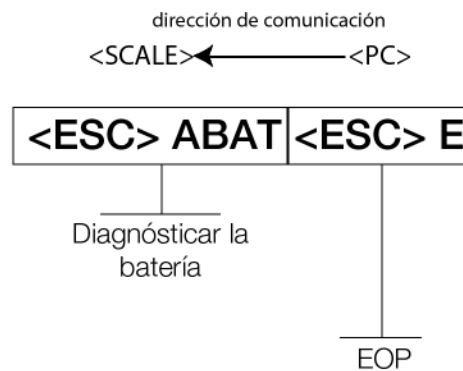 dirección de comunicación
<SCALE> <PC>
<ESC> ABAT <ESC> E
Diagnósticar la
batería
EOP